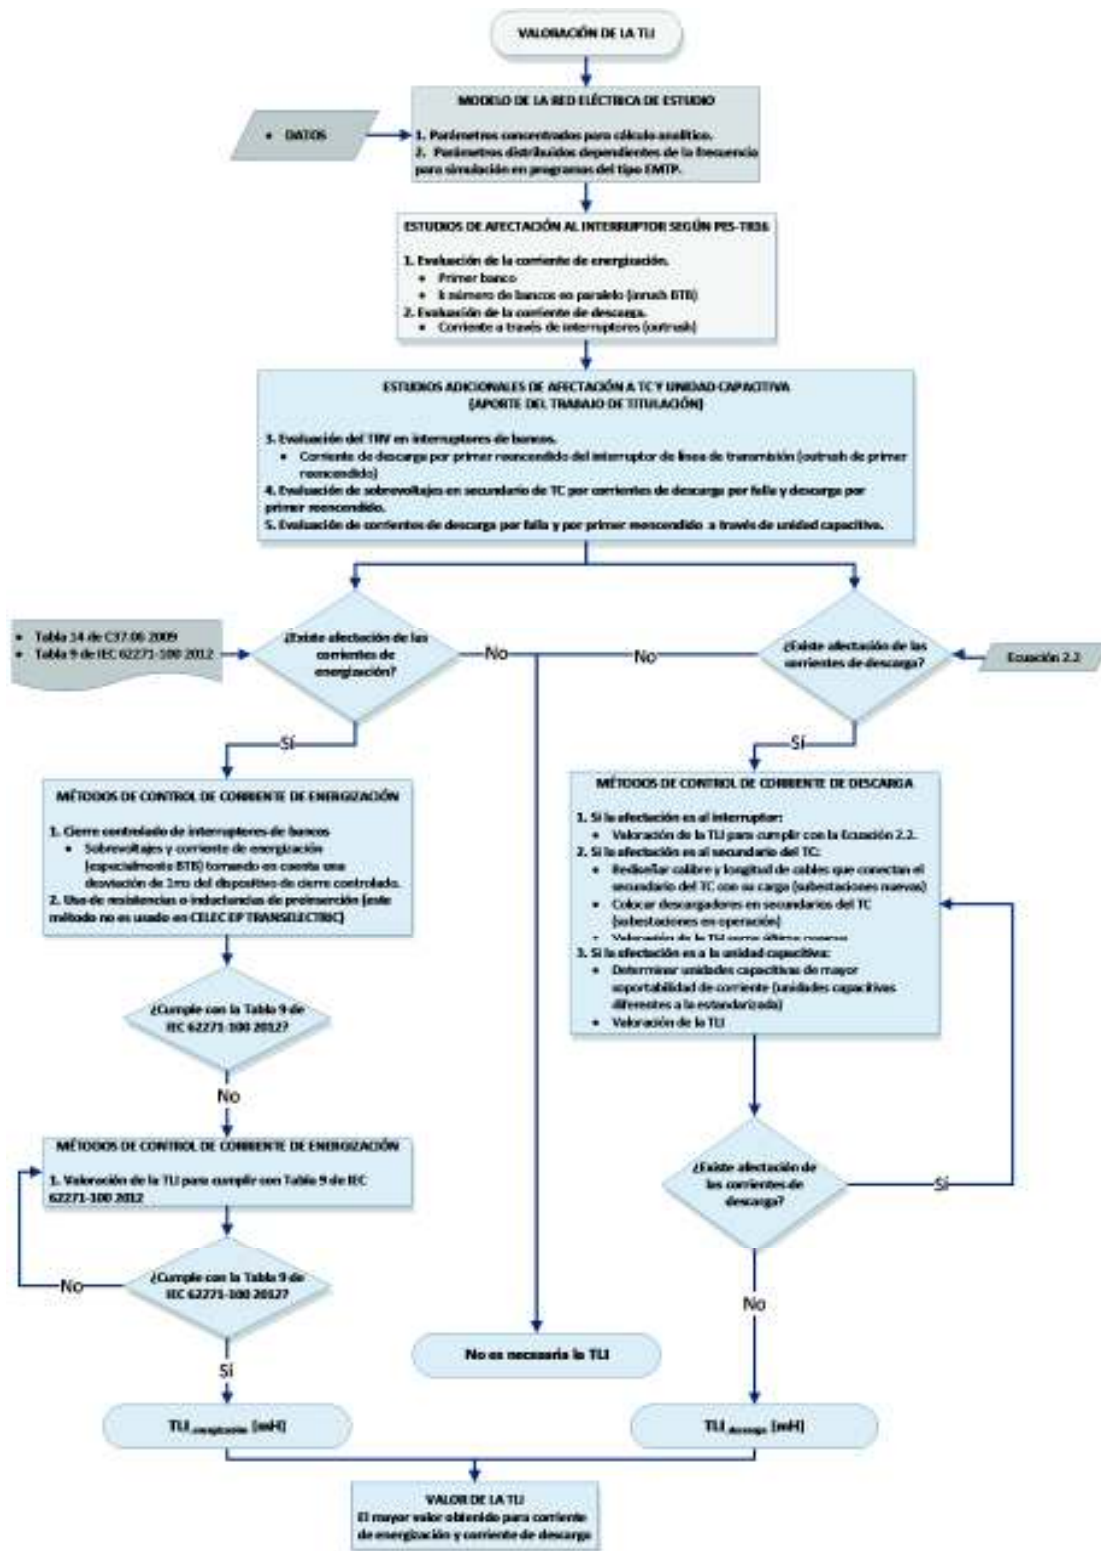 VALORACIÓN DE LA TLI
MODELO DE LA RED ELÉCTRICA DE ESTUDIO
• DATOS
1. Parámetros concentrados para cálculo analítico.
2. Parámetros distribuidos dependientes de la frecuencia
para simulación en programas del tipo EMTP.
ESTUDIOS DE AFECTACIÓN AL INTERRUPTOR SEGÚN PES-TR16
1. Evaluación de la corriente de energización.
• Primer banco
• k número de bancos en paralelo (inrush BTB)
2. Evaluación de la corriente de descarga.
• Corriente a través de interruptores (outrush)
ESTUDIOS ADICIONALES DE AFECTACIÓN A TC Y UNIDAD CAPACITIVA
(APORTE DEL TRABAJO DE TITULACIÓN)
3. Evaluación del TRV en interruptores de bancos.
• Corriente de descarga por primer reencendido del interruptor de línea de transmisión (outrush de primer
reencendido)
4. Evaluación de sobrevoltajes en secundario de TC por corrientes de descarga por falla y descarga por
primer reencendido.
5. Evaluación de corrientes de descarga por falla y por primer reencendido a través de unidad capacitiva.
• Tabla 14 de C37.06 2009
• Tabla 9 de IEC 62271-100 2012
¿Existe afectación de las
corrientes de
energización?
No
No
¿Existe afectación de las
corrientes de descarga?
Ecuación 2.2
Sí
Sí
MÉTODOS DE CONTROL DE CORRIENTE DE ENERGIZACIÓN
1. Cierre controlado de interruptores de bancos
• Sobrevoltajes y corriente de energización
(especialmente BTB) tomando en cuenta una
desviación de 1ms del dispositivo de cierre controlado.
2. Uso de resistencias o inductancias de preinserción (este
método no es usado en CELEC EP TRANSELECTRIC)
MÉTODOS DE CONTROL DE CORRIENTE DE DESCARGA
1. Si la afectación es al interruptor:
• Valoración de la TLI para cumplir con la Ecuación 2.2.
2. Si la afectación es al secundario del TC:
• Rediseñar calibre y longitud de cables que conectan el
secundario del TC con su carga (subestaciones nuevas)
• Colocar descargadores en secundarios del TC
(subestaciones en operación)
• Valoración de la TLI como último recurso
3. Si la afectación es a la unidad capacitiva:
• Determinar unidades capacitivas de mayor
soportabilidad de corriente (unidades capacitivas
diferentes a la estandarizada)
• Valoración de la TLI
¿Cumple con la Tabla 9 de
IEC 62271-100 2012?
No
MÉTODOS DE CONTROL DE CORRIENTE DE ENERGIZACIÓN
1. Valoración de la TLI para cumplir con Tabla 9 de IEC
62271-100 2012
¿Existe afectación de
las corrientes de
descarga?
Sí
¿Cumple con la Tabla 9 de
IEC 62271-100 2012?
No
No
No es necesaria la TLI
Sí
TLI energización [mH]
TLI descarga [mH]
VALOR DE LA TLI
El mayor valor obtenido para corriente
de energización y corriente de descarga